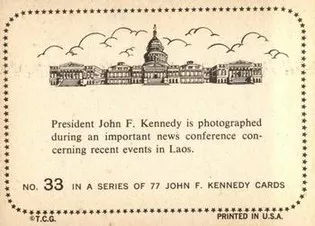 President John F. Kennedy is photographed
during an important news conference con-
cerning recent events in Laos.
NO. 33 IN A SERIES OF 77 JOHN F. KENNEDY CARDS
©T.C.G. PRINTED IN U.S.A.